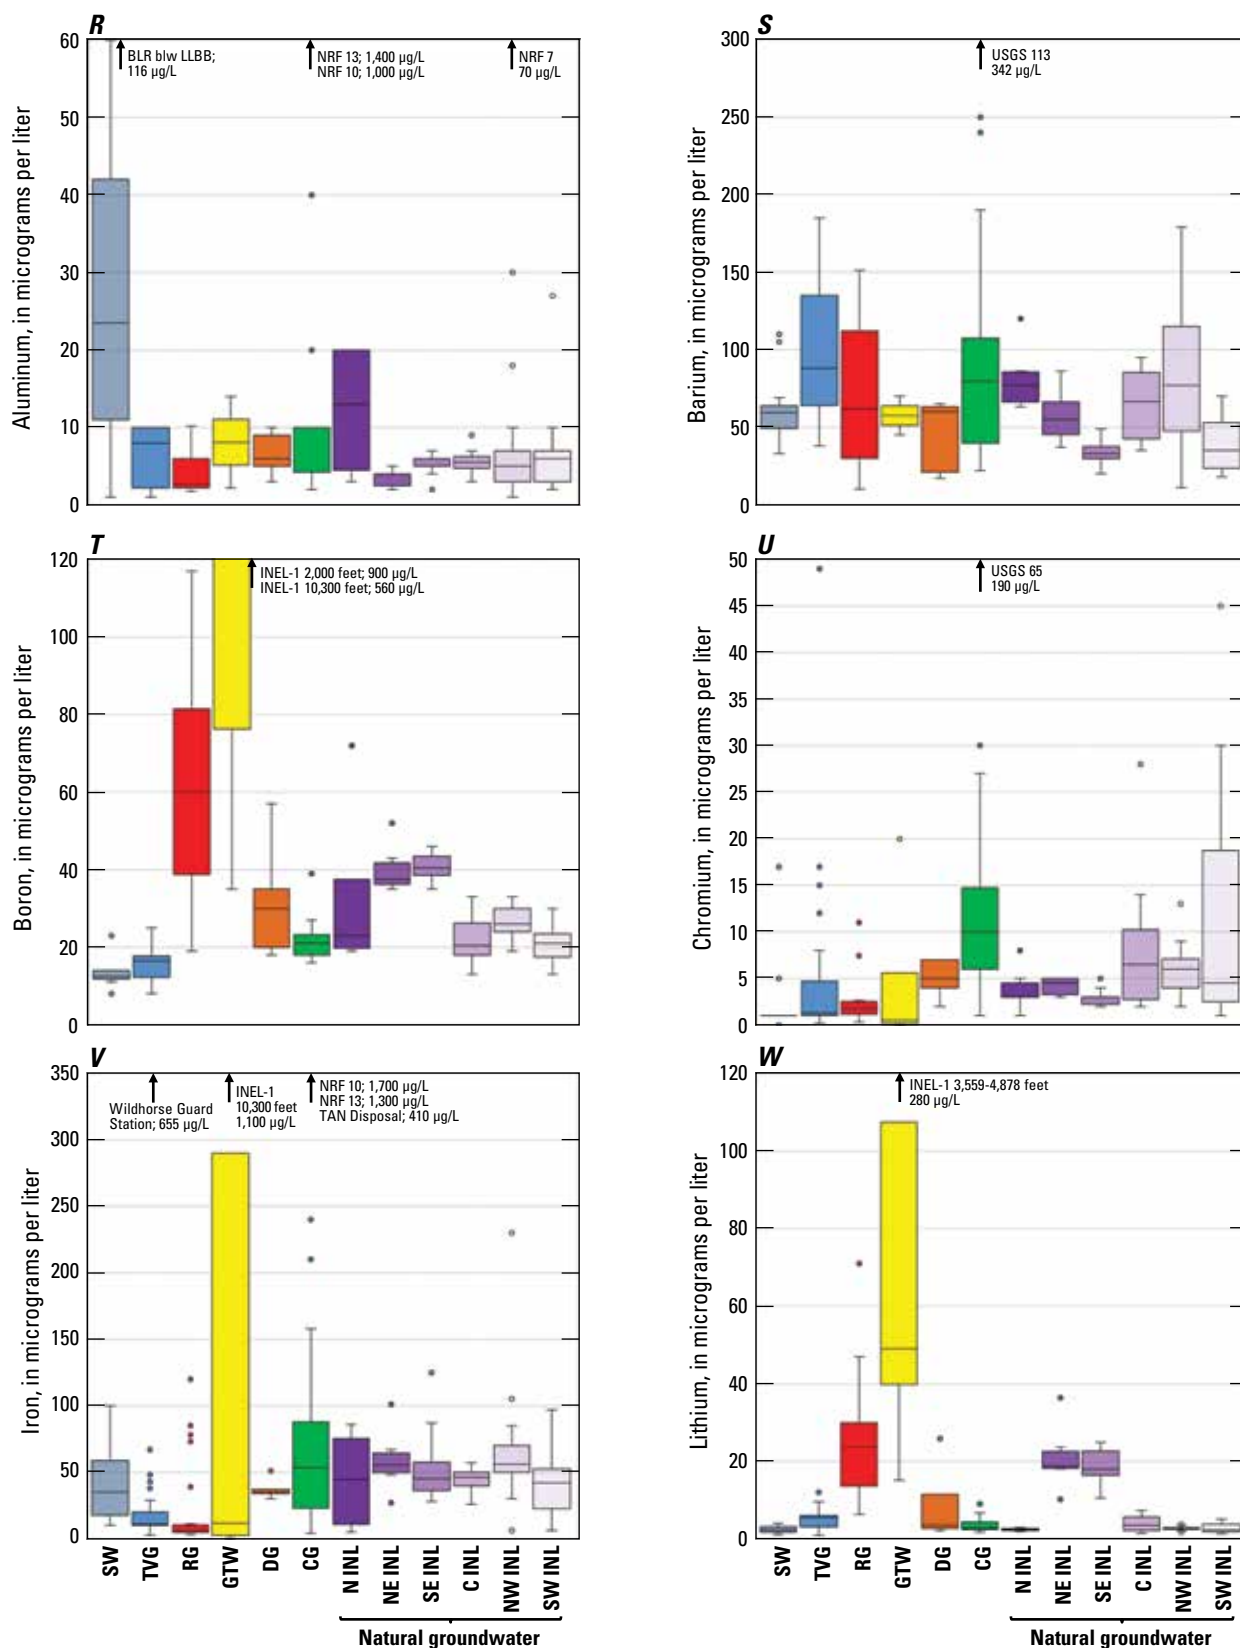 R
Aluminum, in micrograms per liter
60
50
40
30
20
10
0
BLR blw LLBB;
116 µg/L
NRF 13; 1,400 µg/L
NRF 10; 1,000 µg/L
NRF 7
70 µg/L
S
Barium, in micrograms per liter
300
250
200
150
100
50
0
USGS 113
342 µg/L
T
Boron, in micrograms per liter
120
100
80
60
40
20
0
INEL-1 2,000 feet; 900 µg/L
INEL-1 10,300 feet; 560 µg/L
U
Chromium, in micrograms per liter
50
45
40
35
30
25
20
15
10
5
0
USGS 65
190 µg/L
V
Iron, in micrograms per liter
350
300
250
200
150
100
50
0
Wildhorse Guard
Station; 655 µg/L
INEL-1
10,300 feet
1,100 µg/L
NRF 10; 1,700 µg/L
NRF 13; 1,300 µg/L
TAN Disposal; 410 µg/L
SW
TVG
RG
GTW
DG
CG
N INL
NE INL
SE INL
C INL
NW INL
SW INL
Natural groundwater
W
Lithium, in micrograms per liter
120
100
80
60
40
20
0
INEL-1 3,559-4,878 feet
280 µg/L
SW
TVG
RG
GTW
DG
CG
N INL
NE INL
SE INL
C INL
NW INL
SW INL
Natural groundwater